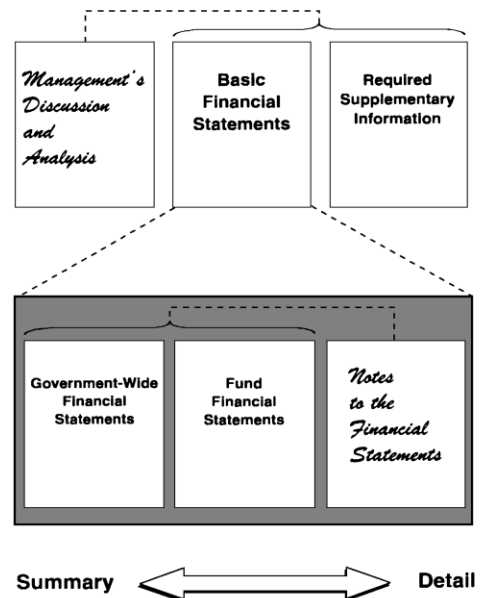 Management's
Discussion
and
Analysis
Basic
Financial
Statements
Required
Supplementary
Information
Government-Wide
Financial
Statements
Fund
Financial
Statements
Notes
to the
Financial
Statements
Summary
Detail